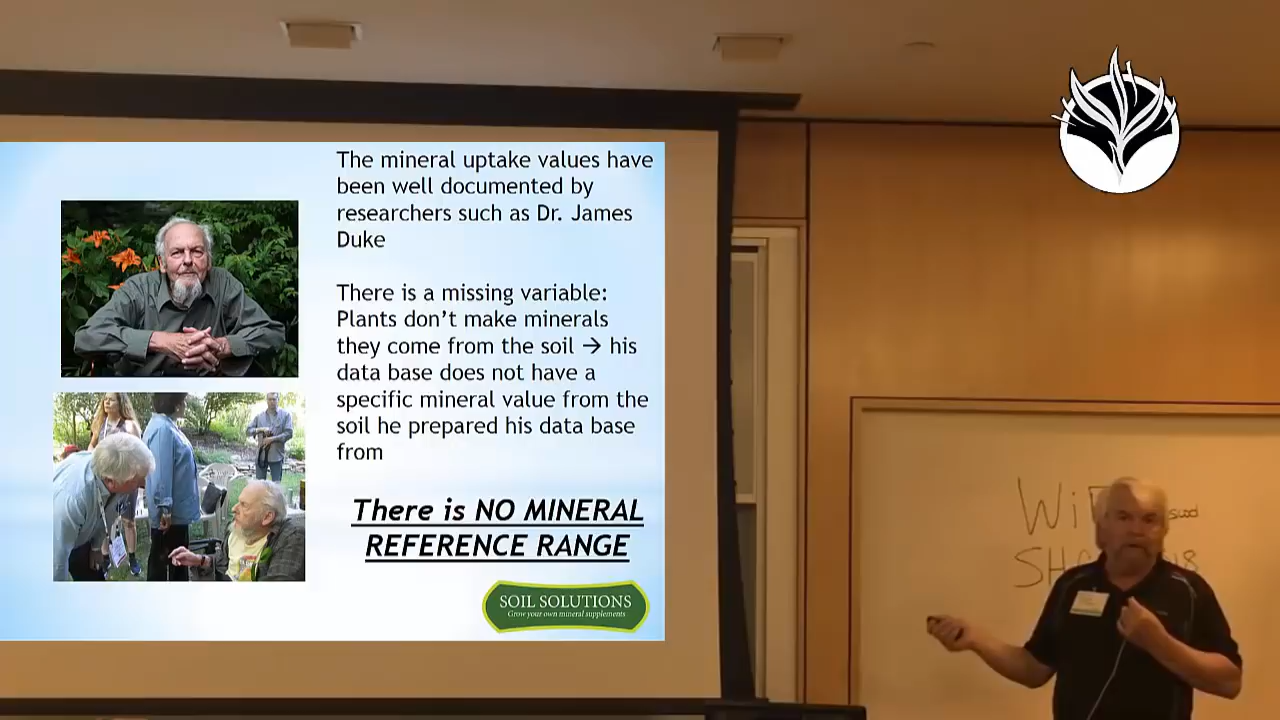 The mineral uptake values have
been well documented by
researchers such as Dr. James
Duke
There is a missing variable:
Plants don't make minerals
they come from the soil → his
data base does not have a
specific mineral value from the
soil he prepared his data base
from
There is NO MINERAL
REFERENCE RANGE
SOIL SOLUTIONS
Grow your own mineral supplements